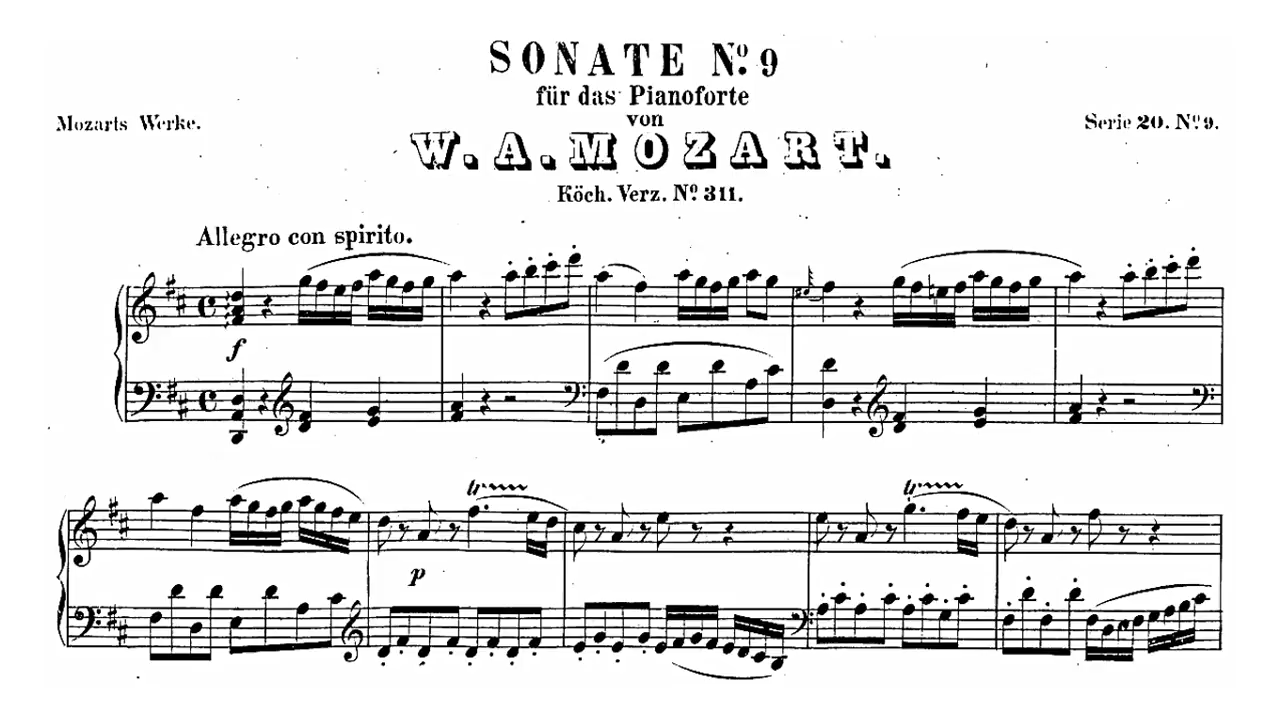 SONATE Nº. 9
für das Pianoforte
von
Mozarts Werke.
Serie 20. Nº. 9.
W. A. MOZART.
Köch. Verz. Nº. 311.
Allegro con spirito.
f
tr
tr
p